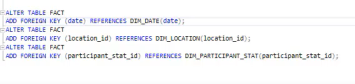 ALTER TABLE FACT
ADD FOREIGN KEY (date) REFERENCES DIM_DATE(date);
ALTER TABLE FACT
ADD FOREIGN KEY (location_id) REFERENCES DIM_LOCATION(location_id);
ALTER TABLE FACT
ADD FOREIGN KEY (participant_stat_id) REFERENCES DIM_PARTICIPANT_STAT(participant_stat_id);